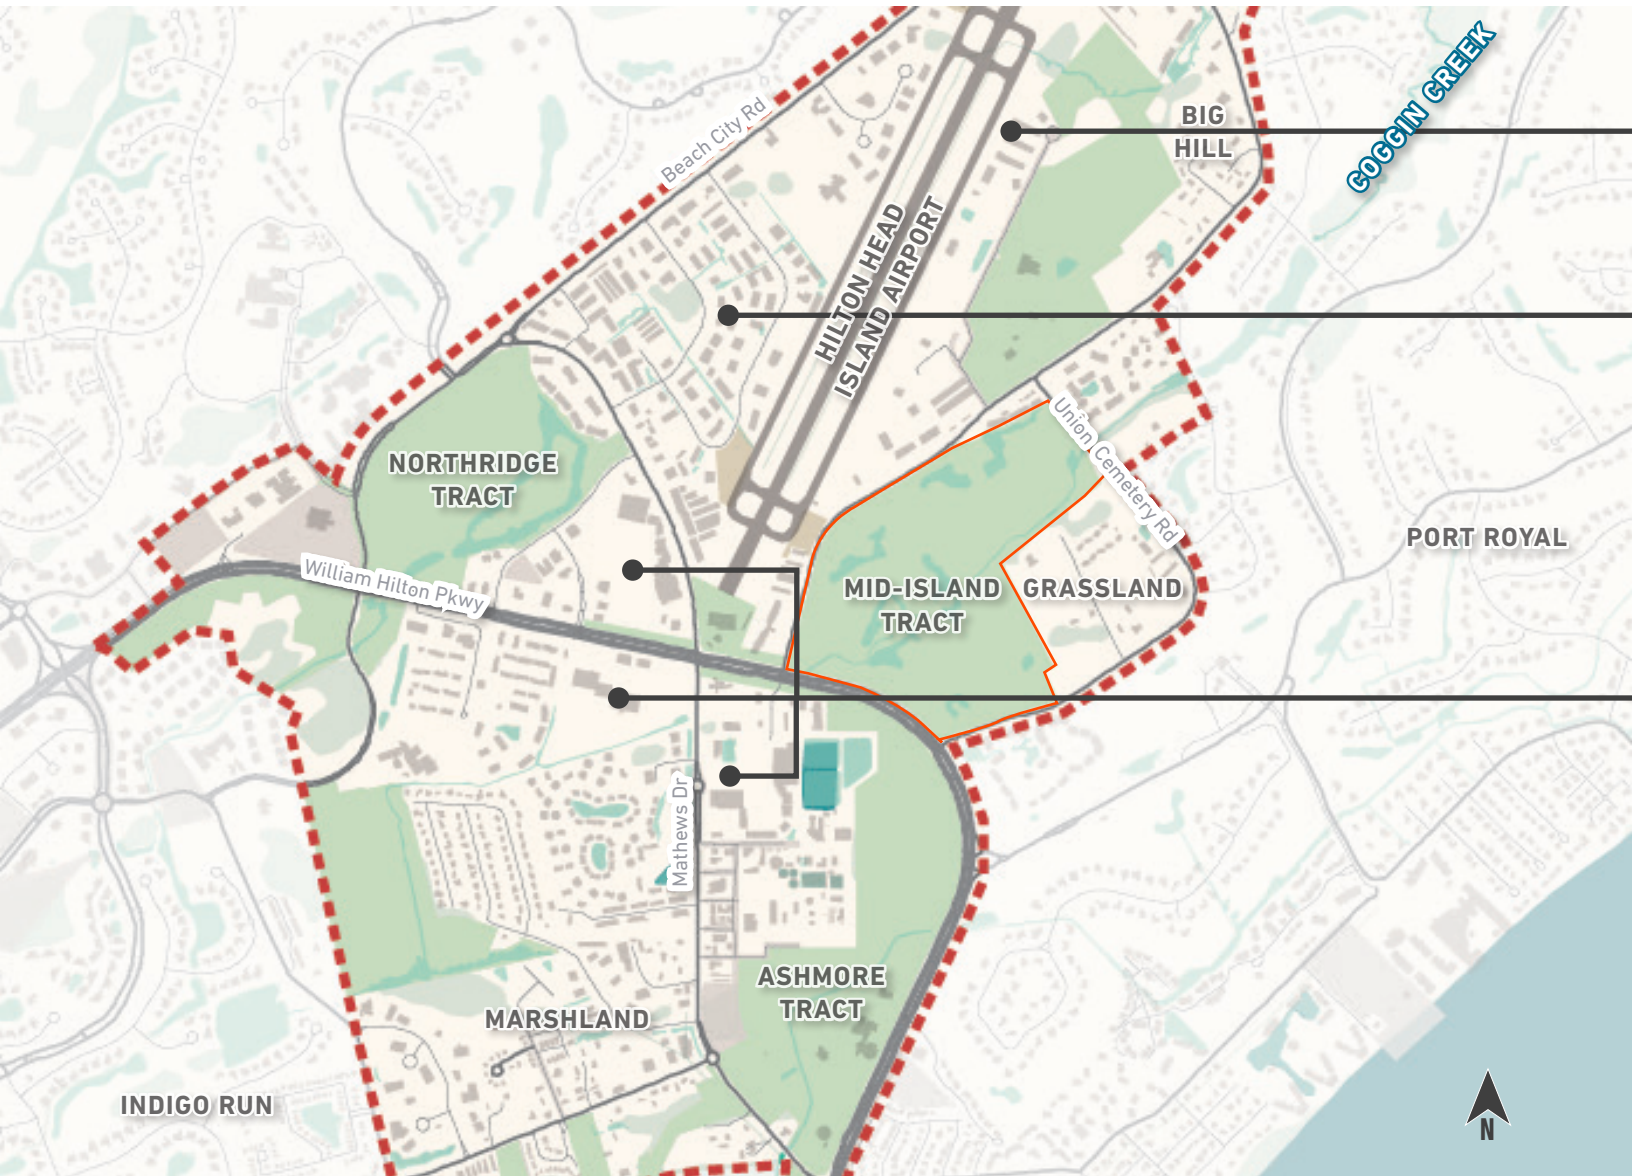 COGGIN CREEK
BIG
HILL
Beach City Rd
HILTON HEAD
ISLAND AIRPORT
Union Cemetery Rd
NORTHRIDGE
TRACT
PORT ROYAL
William Hilton Pkwy
MID-ISLAND
TRACT
GRASSLAND
Mathews Dr
ASHMORE
TRACT
MARSHLAND
INDIGO RUN
N